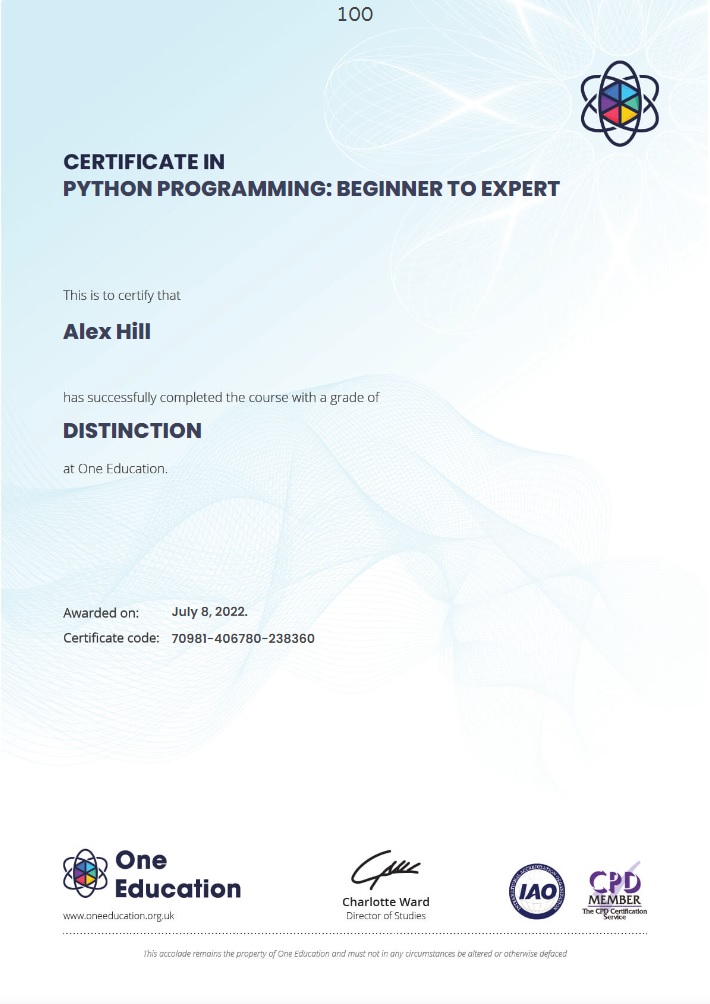 100
CERTIFICATE IN
PYTHON PROGRAMMING: BEGINNER TO EXPERT
This is to certify that
Alex Hill
has successfully completed the course with a grade of
DISTINCTION
at One Education.
Awarded on: July 8, 2022.
Certificate code: 70981-406780-238360
One
Education
www.oneeducation.org.uk
Charlotte Ward
Director of Studies
IAO
CPD
MEMBER
The CPD Certification
Service
This accolade remains the property of One Education and must not in any circumstances be altered or otherwise defaced